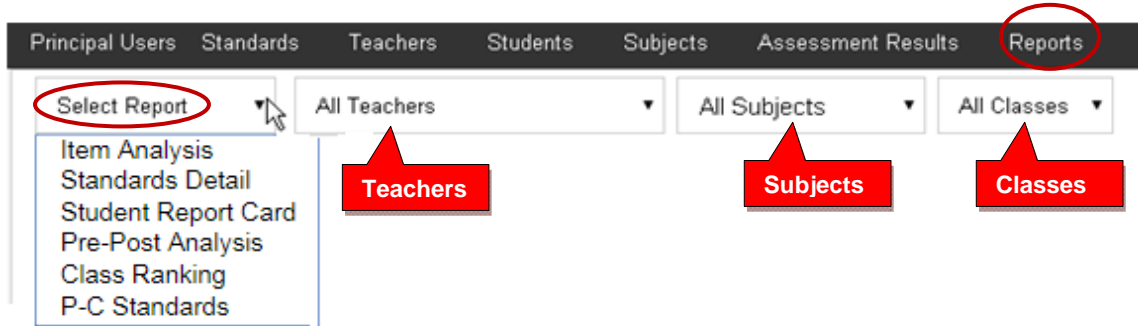 Principal Users Standards Teachers Students Subjects Assessment Results Reports
Select Report All Teachers All Subjects All Classes
Item Analysis
Standards Detail
Student Report Card
Pre-Post Analysis
Class Ranking
P-C Standards
Teachers Subjects Classes